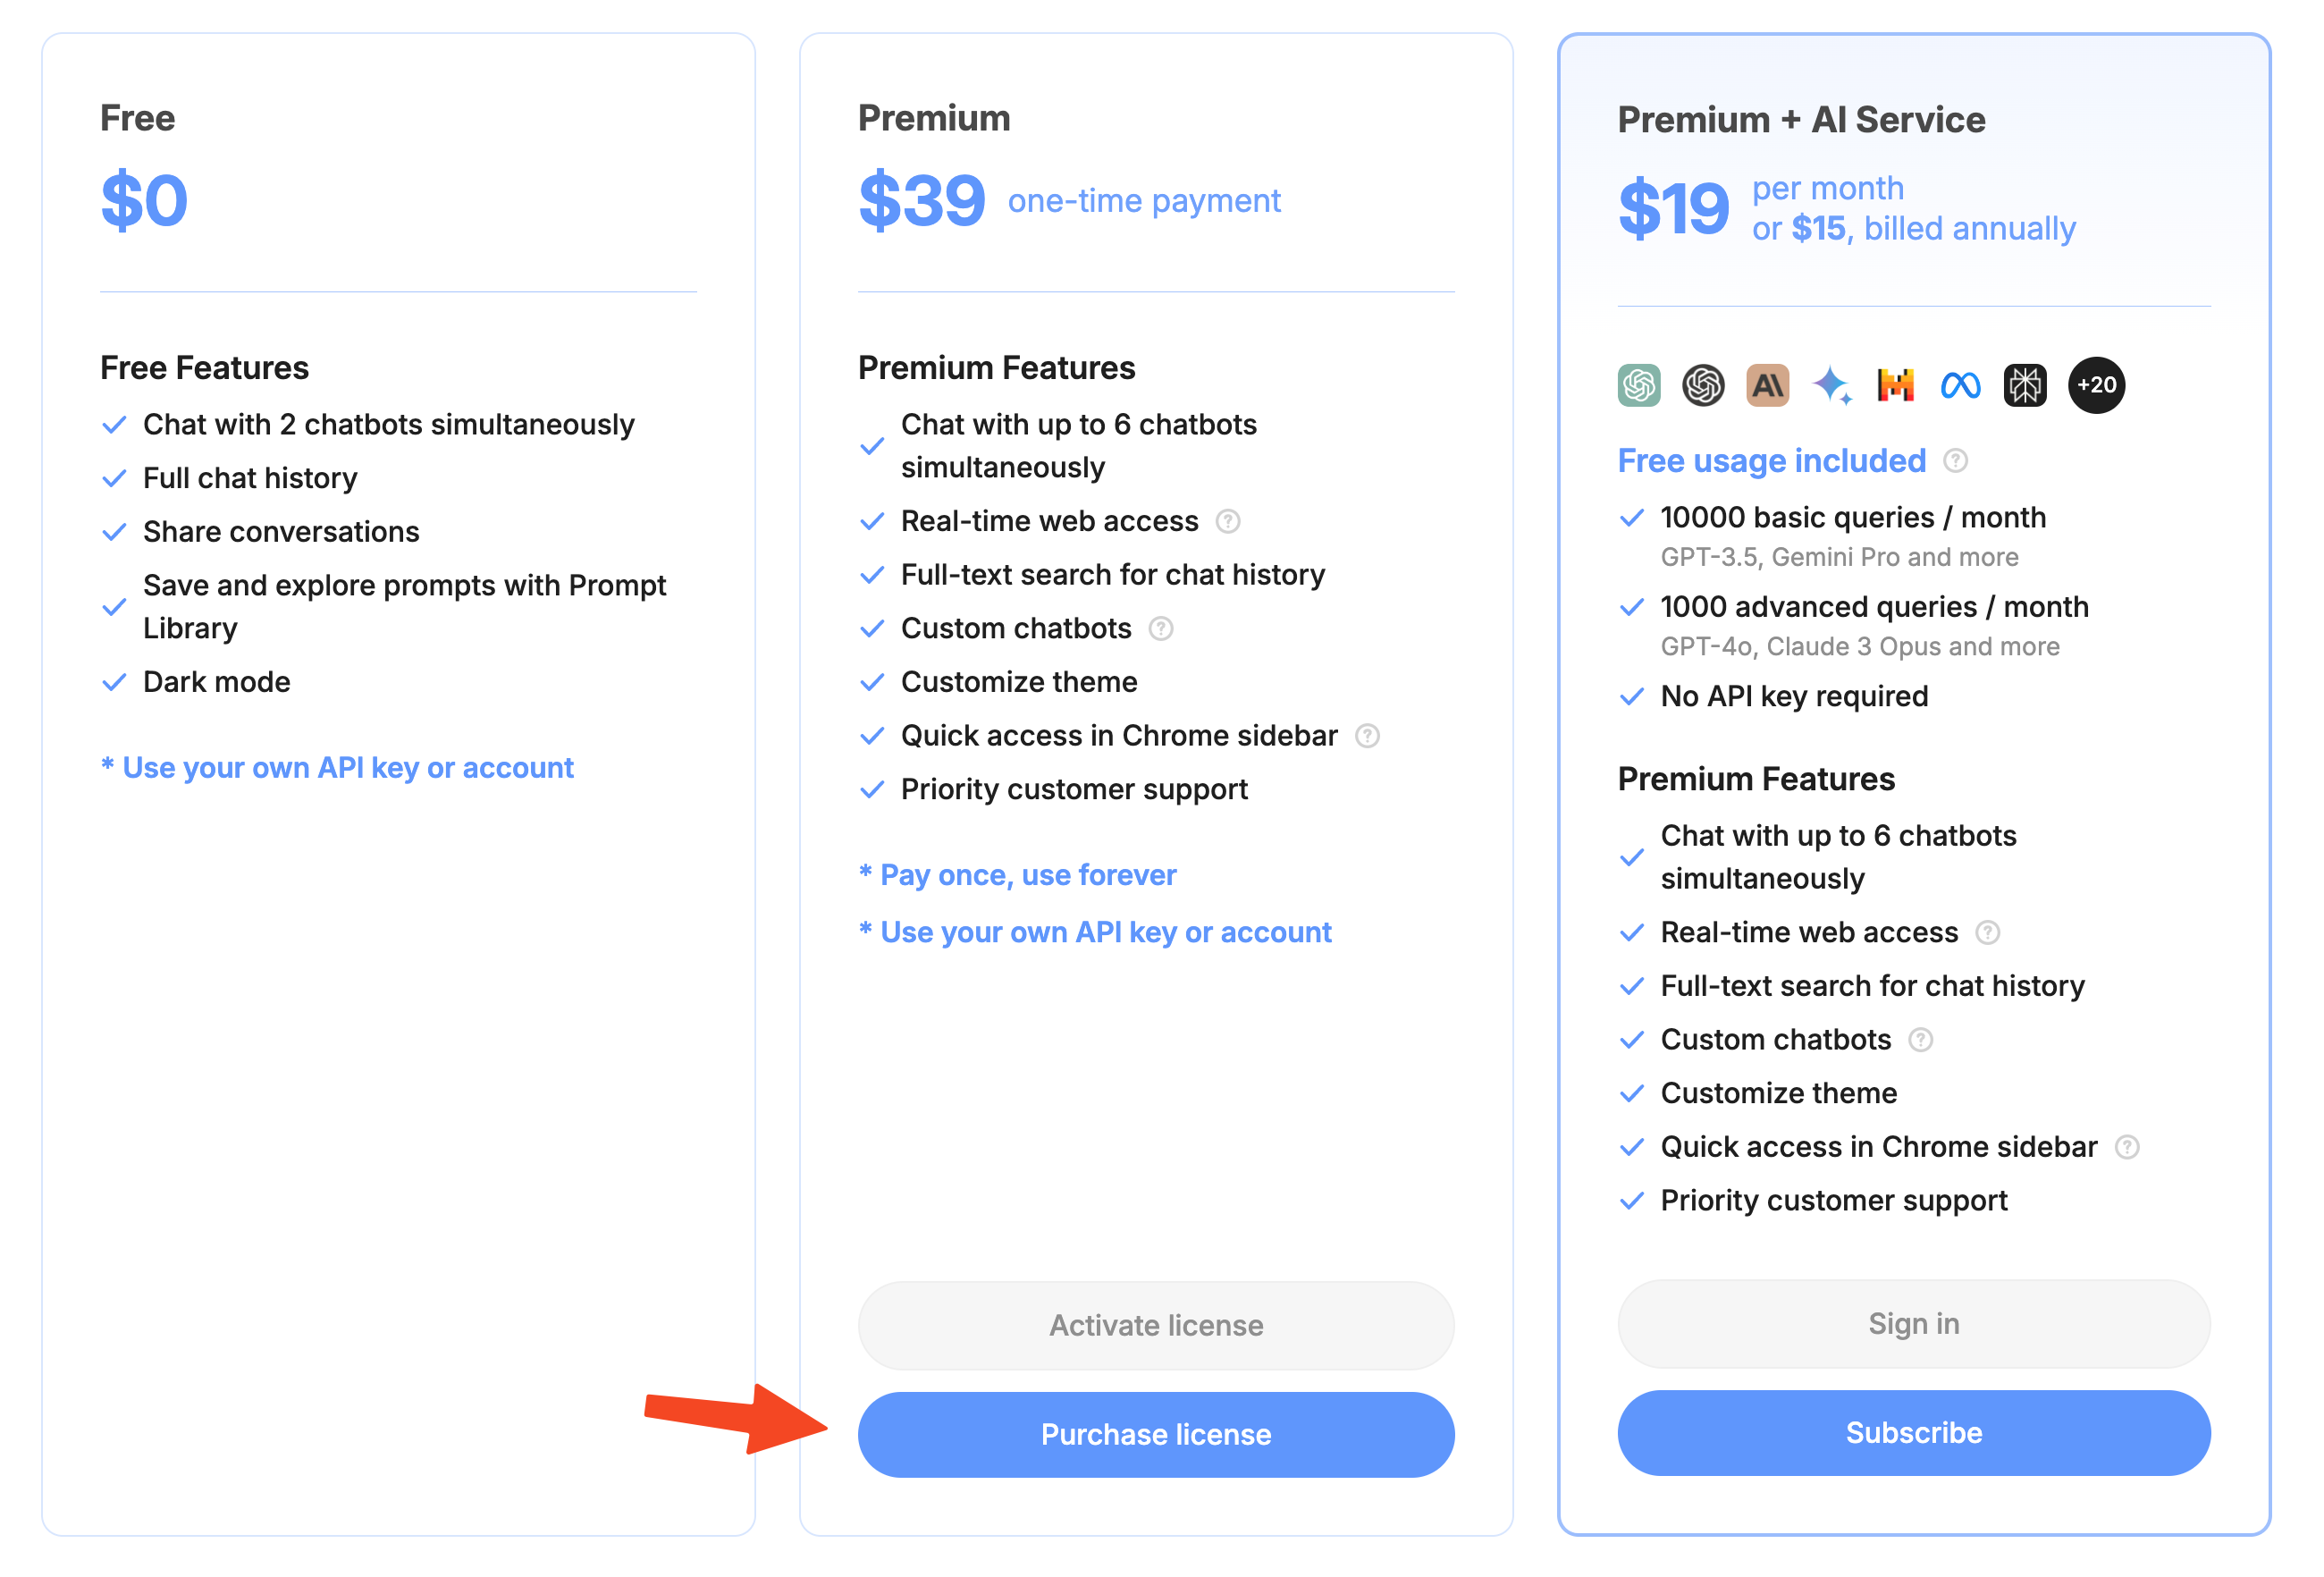 Free
$0
Free Features
Chat with 2 chatbots simultaneously
Full chat history
Share conversations
Save and explore prompts with Prompt
Library
Dark mode
* Use your own API key or account
Premium
$39 one-time payment
Premium Features
Chat with up to 6 chatbots
simultaneously
Real-time web access ?
Full-text search for chat history
Custom chatbots ?
Customize theme
Quick access in Chrome sidebar ?
Priority customer support
* Pay once, use forever
* Use your own API key or account
Activate license
Purchase license
Premium + AI Service
$19 per month
or $15, billed annually
+20
Free usage included ?
10000 basic queries / month
GPT-3.5, Gemini Pro and more
1000 advanced queries / month
GPT-4o, Claude 3 Opus and more
No API key required
Premium Features
Chat with up to 6 chatbots
simultaneously
Real-time web access ?
Full-text search for chat history
Custom chatbots ?
Customize theme
Quick access in Chrome sidebar ?
Priority customer support
Sign in
Subscribe